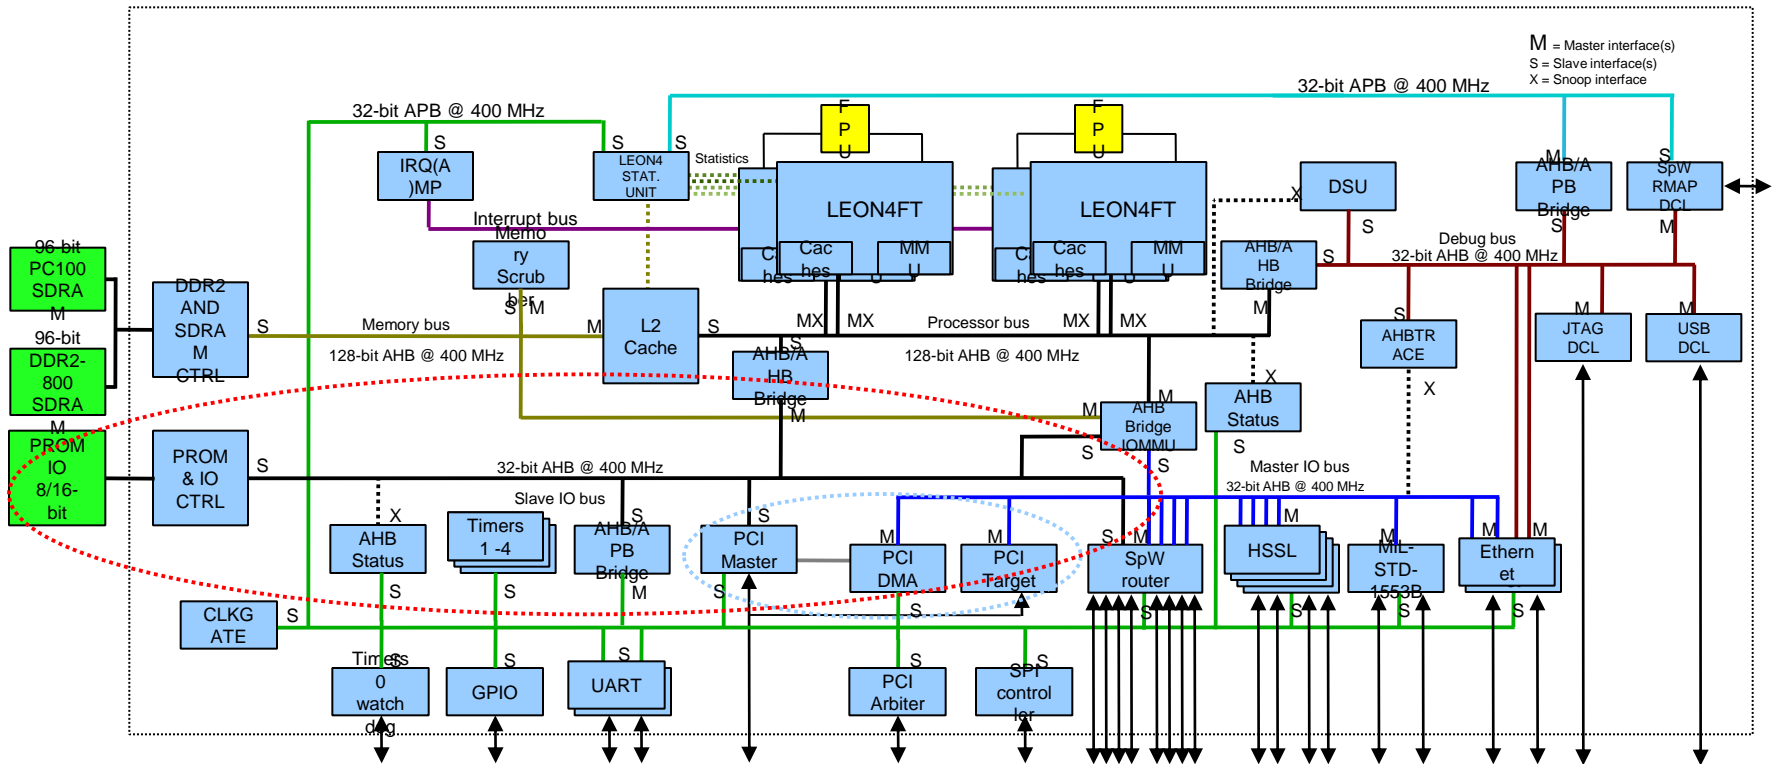 M = Master interface(s)
S = Slave interface(s)
X = Snoop interface
32-bit APB @ 400 MHz
32-bit APB @ 400 MHz
F
P
U
F
P
U
S
S
S
IRQ(A
)MP
LEON4
STAT.
UNIT
Statistics
LEON4FT
Cac
hes
MM
U
Ca
hes
U
LEON4FT
Cac
hes
MM
U
Ca
hes
U
X
DSU
S
M
AHB/A
PB
Bridge
S
S
SpW
RMAP
DCL
M
Interrupt bus
Memo
ry
Scrub
ber
S
M
AHB/A
HB
Bridge
S
M
Debug bus
32-bit AHB @ 400 MHz
96-bit
PC100
SDRA
M
96-bit
DDR2-
800
SDRA
M
DDR2
AND
SDRA
M
CTRL
S
Memory bus
128-bit AHB @ 400 MHz
M
L2
Cache
S
MX
MX
Processor bus
128-bit AHB @ 400 MHz
MX
MX
S
AHB/A
HB
Bridge
M
S
AHBTR
ACE
X
M
JTAG
DCL
M
USB
DCL
M
M
AHB
Bridge
IOMMU
S
S
X
AHB
Status
S
PROM
IO
8/16-
bit
PROM
& IO
CTRL
S
32-bit AHB @ 400 MHz
Slave IO bus
Master IO bus
32-bit AHB @ 400 MHz
X
AHB
Status
S
Timers
1 -4
S
S
AHB/A
PB
Bridge
M
S
PCI
Master
S
M
PCI
DMA
S
M
PCI
Target
S
M
SpW
router
S
M
HSSL
S
M
MIL-
STD-
1553B
S
M
M
Ethern
et
S
CLKG
ATE
S
Timers
0
watch
dog
S
S
GPIO
S
UART
S
PCI
Arbiter
S
SPI
control
ler